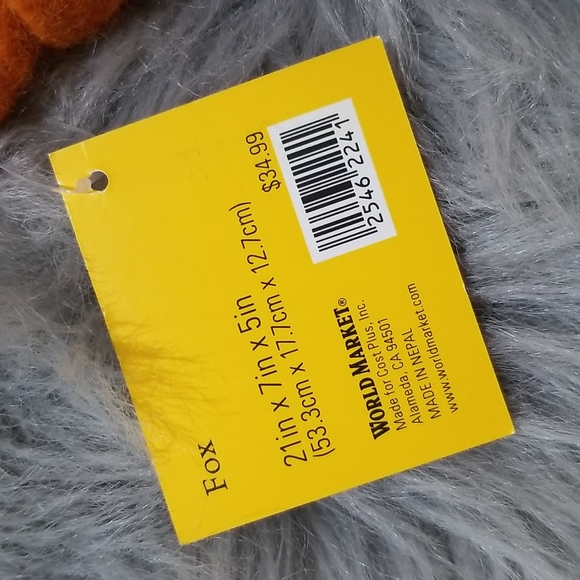 Fox
21in x 7in x 5in
(53.3cm x 17.7cm x 12.7cm)
$34.99
2546 2241
WORLD MARKET®
Made for Cost Plus, Inc.
Alameda, CA 94501
MADE IN NEPAL
www.worldmarket.com